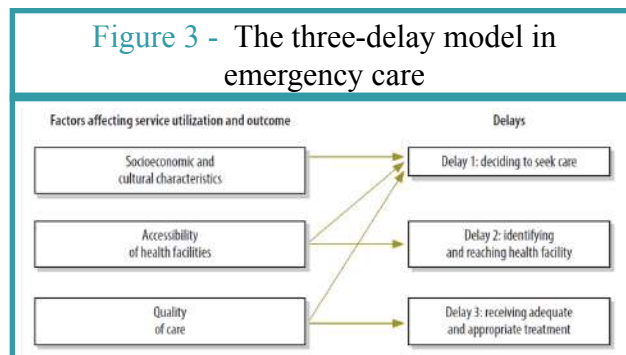 Figure 3 -  The three-delay model in
emergency care
Factors affecting service utilization and outcome
Delays
Socioeconomic and
cultural characteristics
Delay 1: deciding to seek care
Accessibility
of health facilities
Delay 2: identifying
and reaching health facility
Quality
of care
Delay 3: receiving adequate
and appropriate treatment